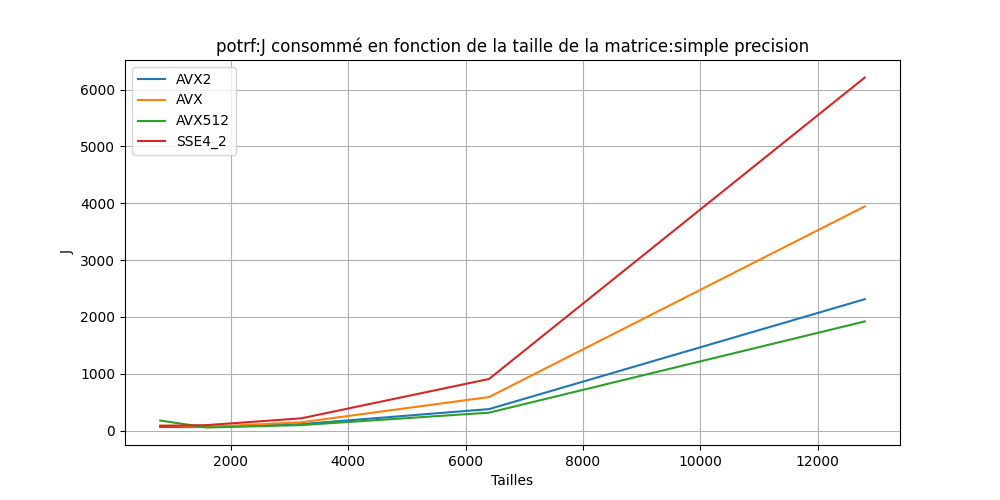 potrf:J consommé en fonction de la taille de la matrice:simple precision
AVX2
AVX
AVX512
SSE4_2
6000
5000
4000
3000
2000
1000
0
J
2000 4000 6000 8000 10000 12000
Tailles